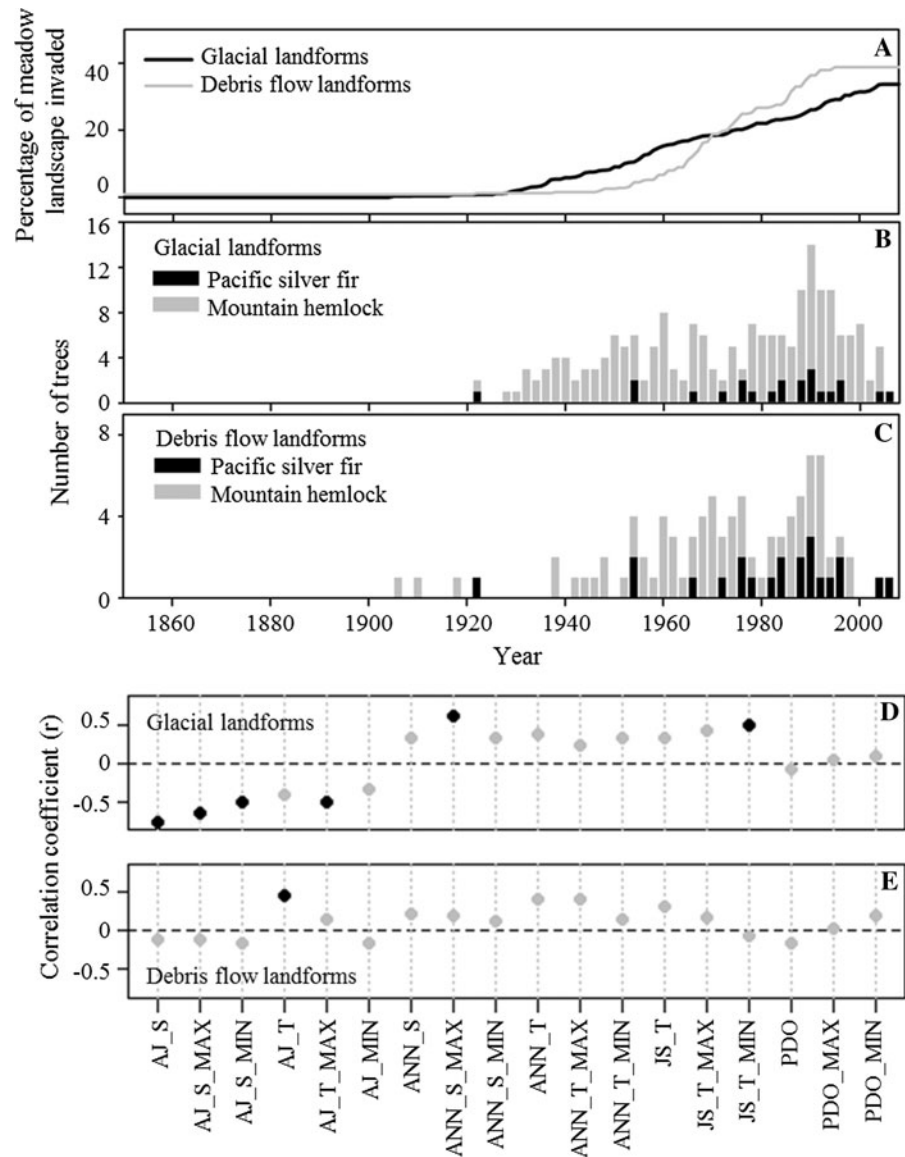 A
Percentage of meadow
landscape invaded
40
20
0
Glacial landforms
Debris flow landforms
B
16
12
8
4
0
Glacial landforms
Pacific silver fir
Mountain hemlock
Number of trees
C
8
4
0
Debris flow landforms
Pacific silver fir
Mountain hemlock
1860 1880 1900 1920 1940 1960 1980 2000
Year
Correlation coefficient (r)
D
0.5
0
-0.5
Glacial landforms
E
0.5
0
-0.5
Debris flow landforms
AJ_S
AJ_S_MAX
AJ_S_MIN
AJ_T
AJ_T_MAX
AJ_MIN
ANN_S
ANN_S_MAX
ANN_S_MIN
ANN_T
ANN_T_MAX
ANN_T_MIN
JS_T
JS_T_MAX
JS_T_MIN
PDO
PDO_MAX
PDO_MIN